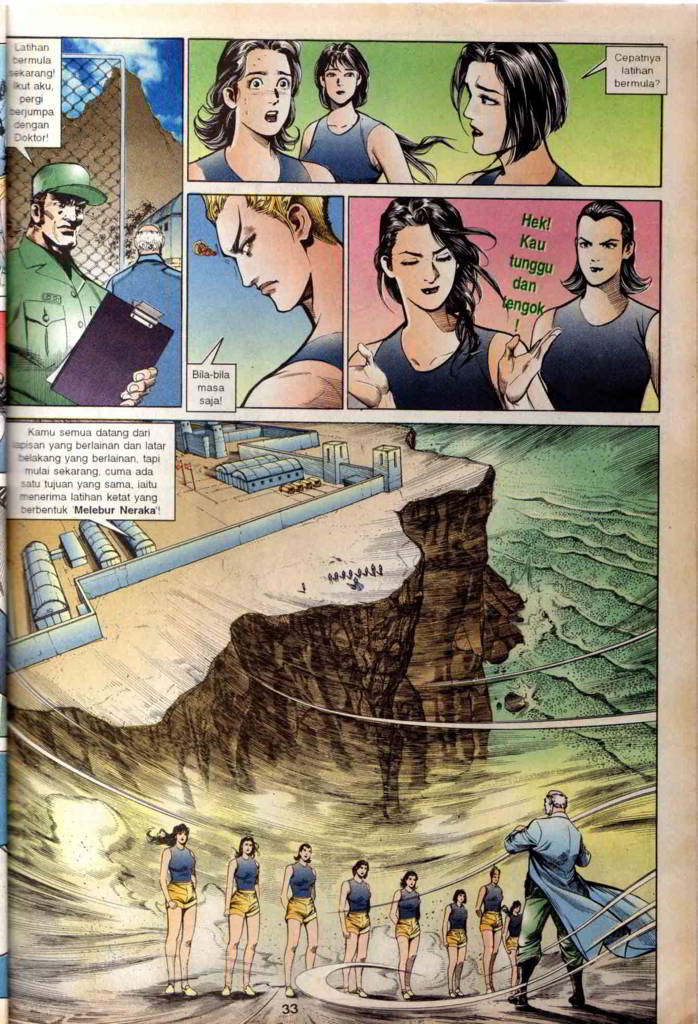 Latihan
bermula
sekarang!
Ikut aku,
pergi
berjumpa
dengan
Doktor!
Cepatnya
latihan
bermula?
Bila-bila
masa
saja!
Hek!
Kau
tunggu
dan
tengok
!
Kamu semua datang dari
lapisan yang berlainan dan latar
belakang yang berlainan, tapi
mulai sekarang, cuma ada
satu tujuan yang sama, iaitu
menerima latihan ketat yang
berbentuk 'Melebur Neraka'!
33